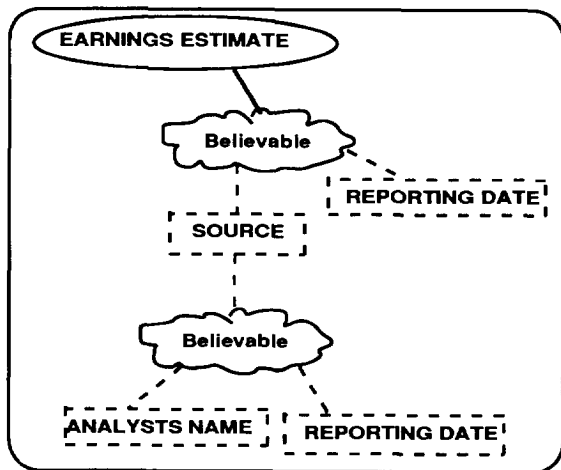 EARNINGS ESTIMATE
Believable
REPORTING DATE
SOURCE
Believable
ANALYSTS NAME
REPORTING DATE